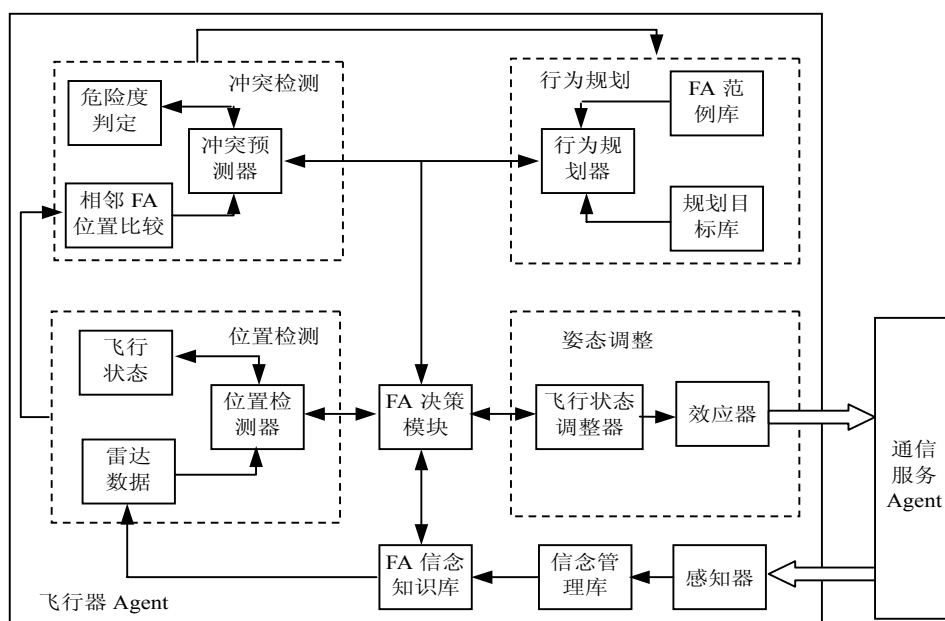 冲突检测
危险度
判定
冲突预
测器
相邻 FA
位置比较
行为规划
FA 范
例库
行为规
划器
规划目
标库
位置检测
飞行
状态
位置检
测器
雷达
数据
FA 决策
模块
姿态调整
飞行状态
调整器
效应器
通信
服务
Agent
FA 信念
知识库
信念管
理库
感知器
飞行器 Agent